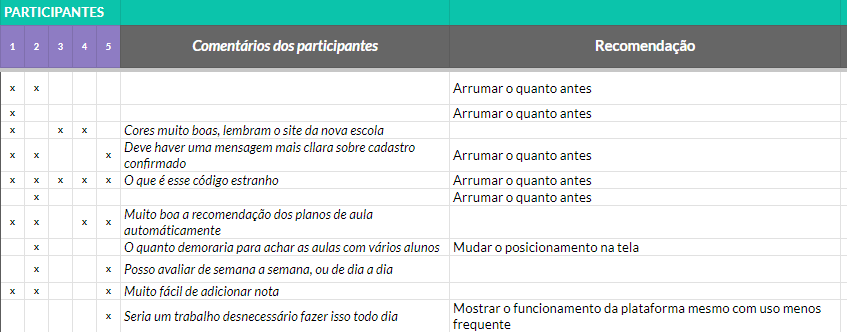 PARTICIPANTES
1 2 3 4 5 Comentários dos participantes Recomendação
x x Arrumar o quanto antes
x Arrumar o quanto antes
x x x Cores muito boas, lembram o site da nova escola
x x x Deve haver uma mensagem mais cllara sobre cadastro
confirmado Arrumar o quanto antes
x x x x x O que é esse código estranho Arrumar o quanto antes
x Arrumar o quanto antes
x x x x Muito boa a recomendação dos planos de aula
automáticamente
x O quanto demoraria para achar as aulas com vários alunos Mudar o posicionamento na tela
x x Posso avaliar de semana a semana, ou de dia a dia
x x x Muito fácil de adicionar nota
x Seria um trabalho desnecessário fazer isso todo dia Mostrar o funcionamento da plataforma mesmo com uso menos
frequente